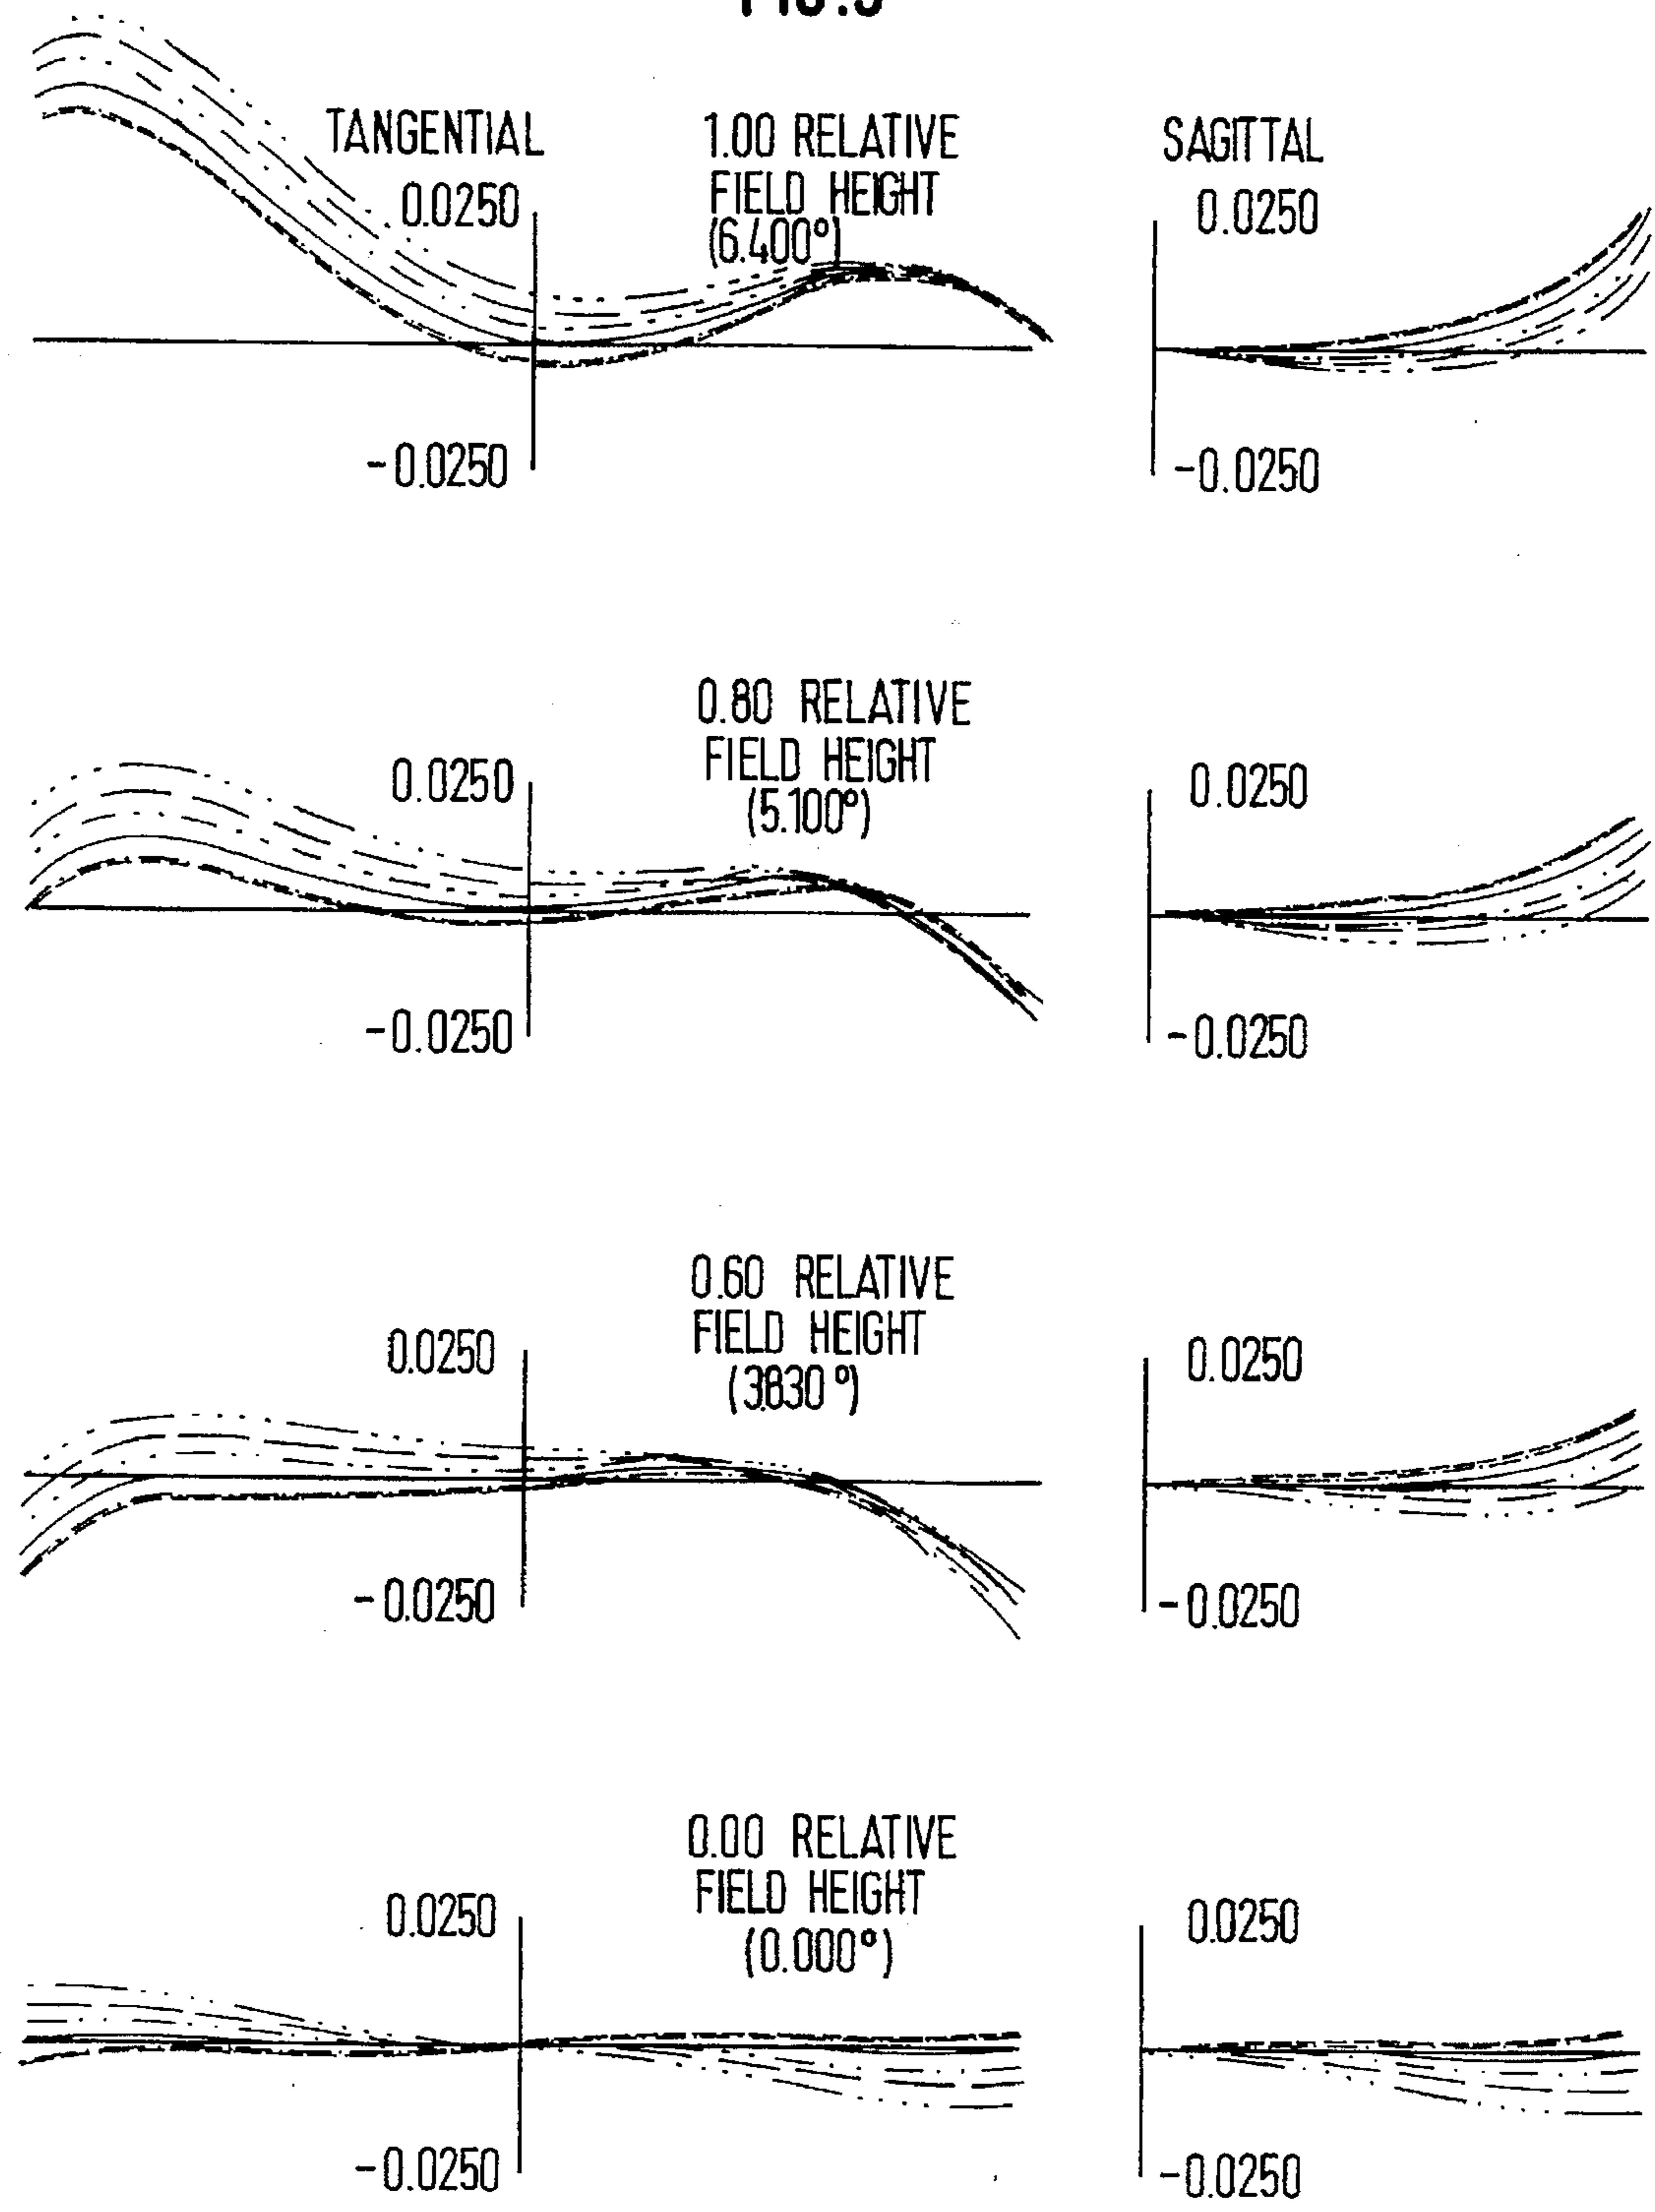 TANGENTIAL
1.00 RELATIVE
FIELD HEIGHT
(6.400°)
SAGITTAL
0.0250
0.0250
-0.0250
-0.0250
0.80 RELATIVE
FIELD HEIGHT
(5.100°)
0.0250
0.0250
-0.0250
-0.0250
0.60 RELATIVE
FIELD HEIGHT
(3.830°)
0.0250
0.0250
-0.0250
-0.0250
0.00 RELATIVE
FIELD HEIGHT
(0.000°)
0.0250
0.0250
-0.0250
-0.0250